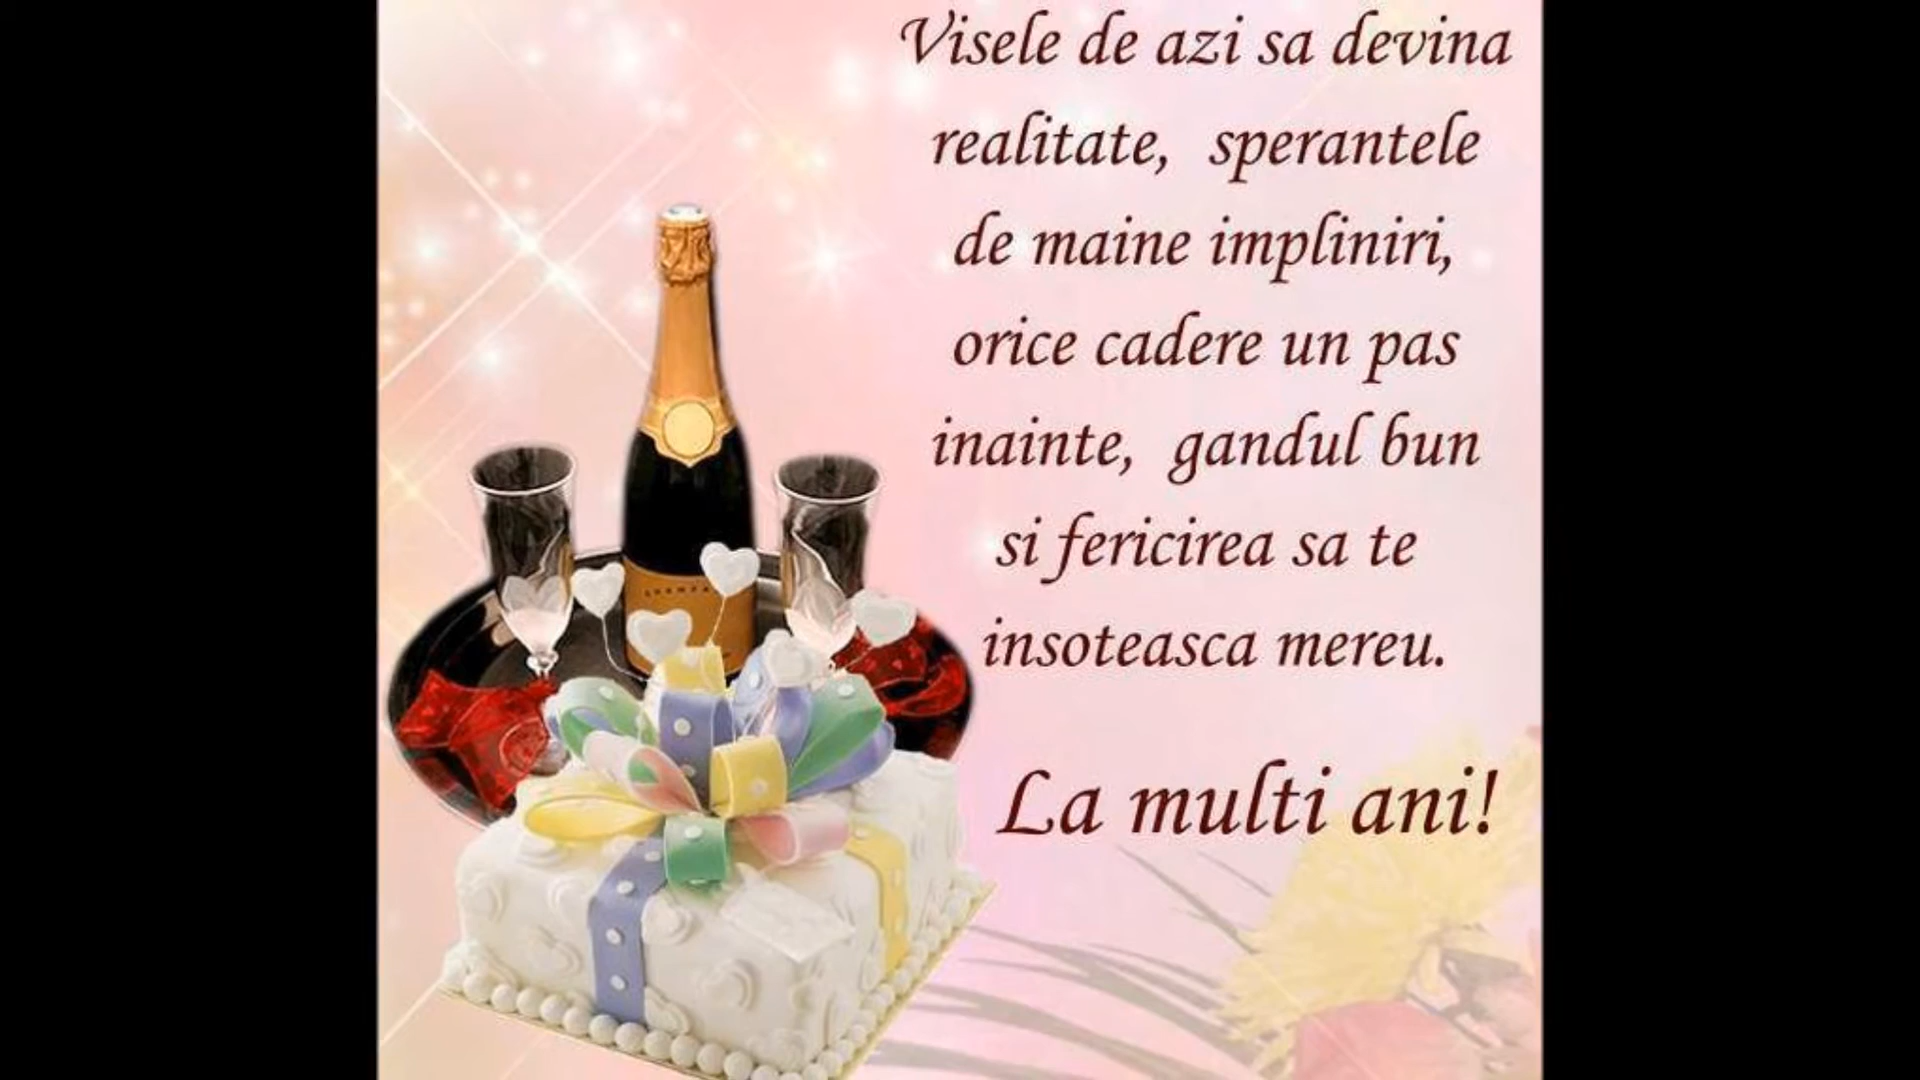 Visele de azi sa devina
realitate, sperantele
de maine impliniri,
orice cadere un pas
inainte, gandul bun
si fericirea sa te
insoteasca mereu.
La multi ani!